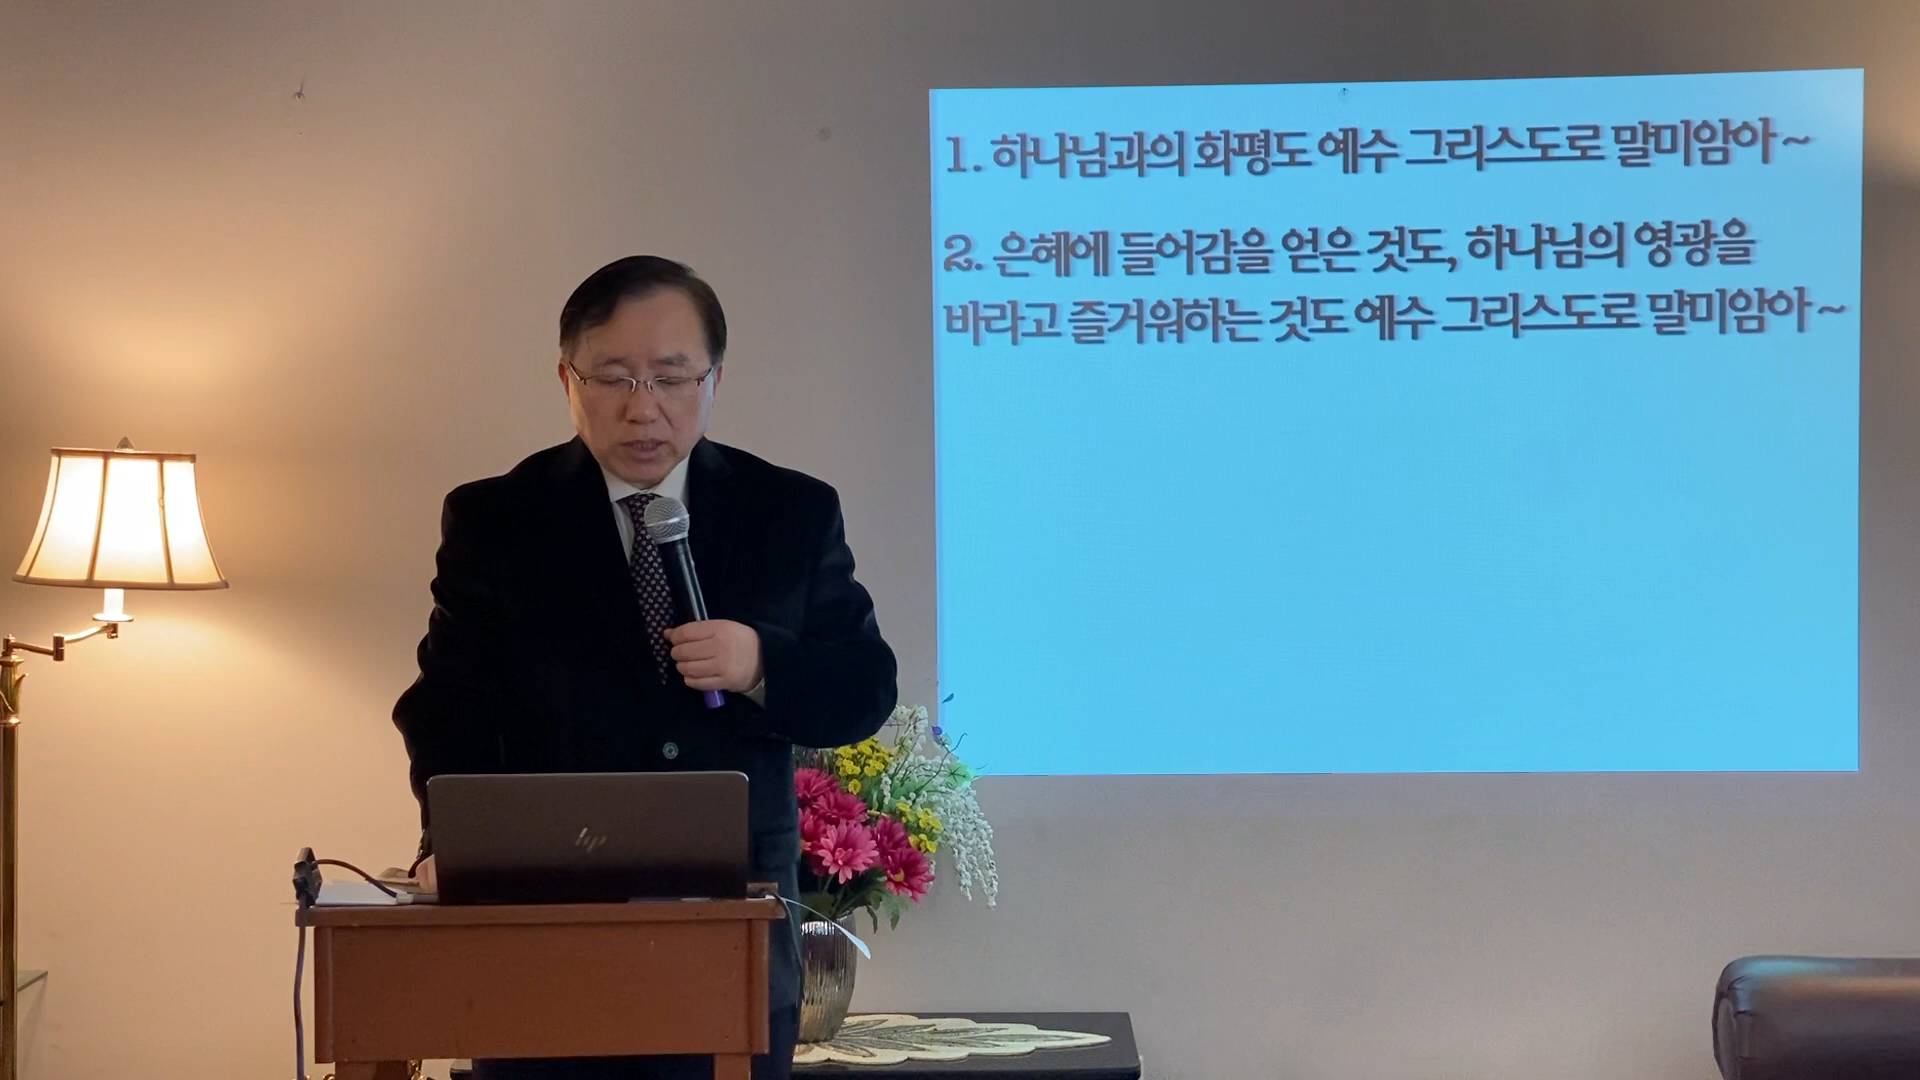 1. 하나님과의 화평도 예수 그리스도로 말미암아~
2. 은혜에 들어감을 얻은 것도, 하나님의 영광을
바라고 즐거워하는 것도 예수 그리스도로 말미암아~
hp